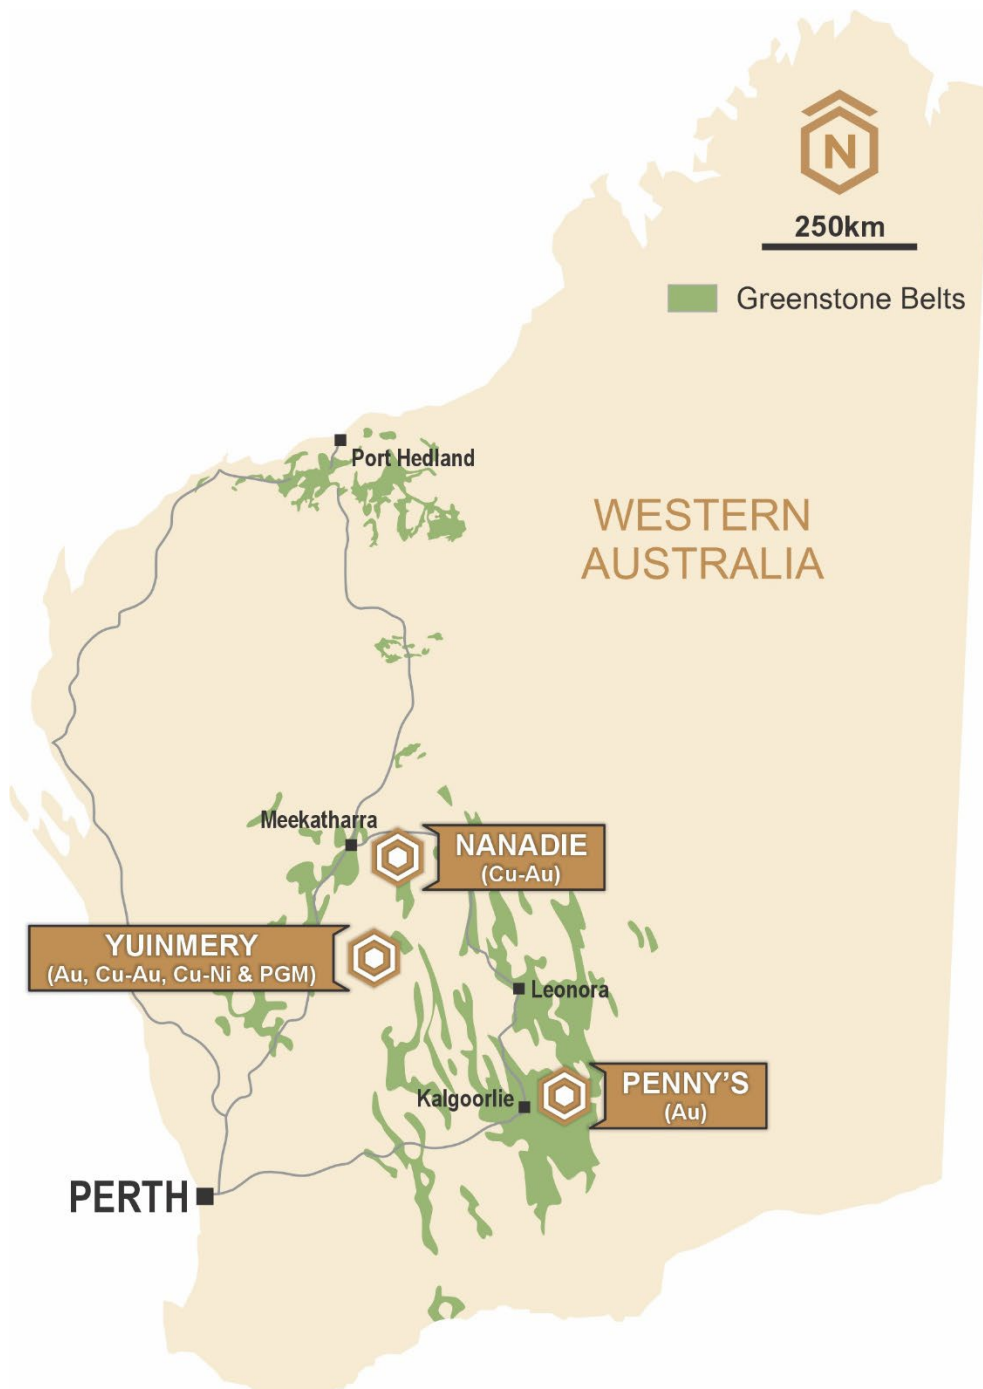 N
250km
Greenstone Belts
Port Hedland
WESTERN
AUSTRALIA
Meekatharra
NANADIE
(Cu-Au)
YUINMERY
(Au, Cu-Au, Cu-Ni & PGM)
Leonora
PENNY'S
(Au)
Kalgoorlie
PERTH